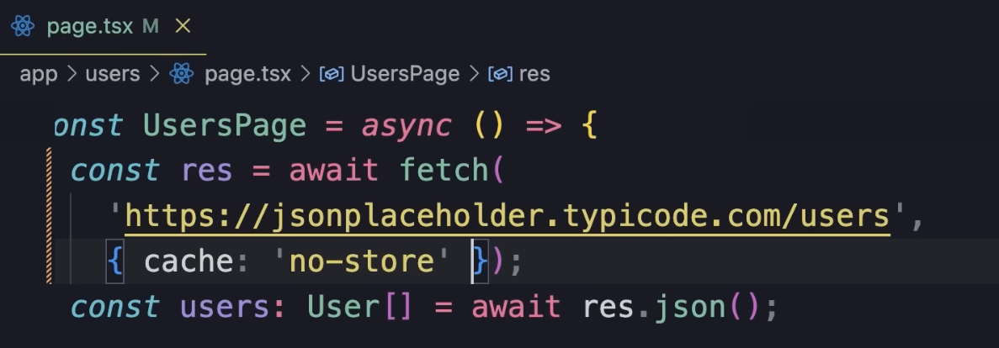 page.tsx M ×
app > users > page.tsx > UsersPage > res
onst UsersPage = async () => {
const res = await fetch(
'https://jsonplaceholder.typicode.com/users',
{ cache: 'no-store' });
const users: User[] = await res.json();